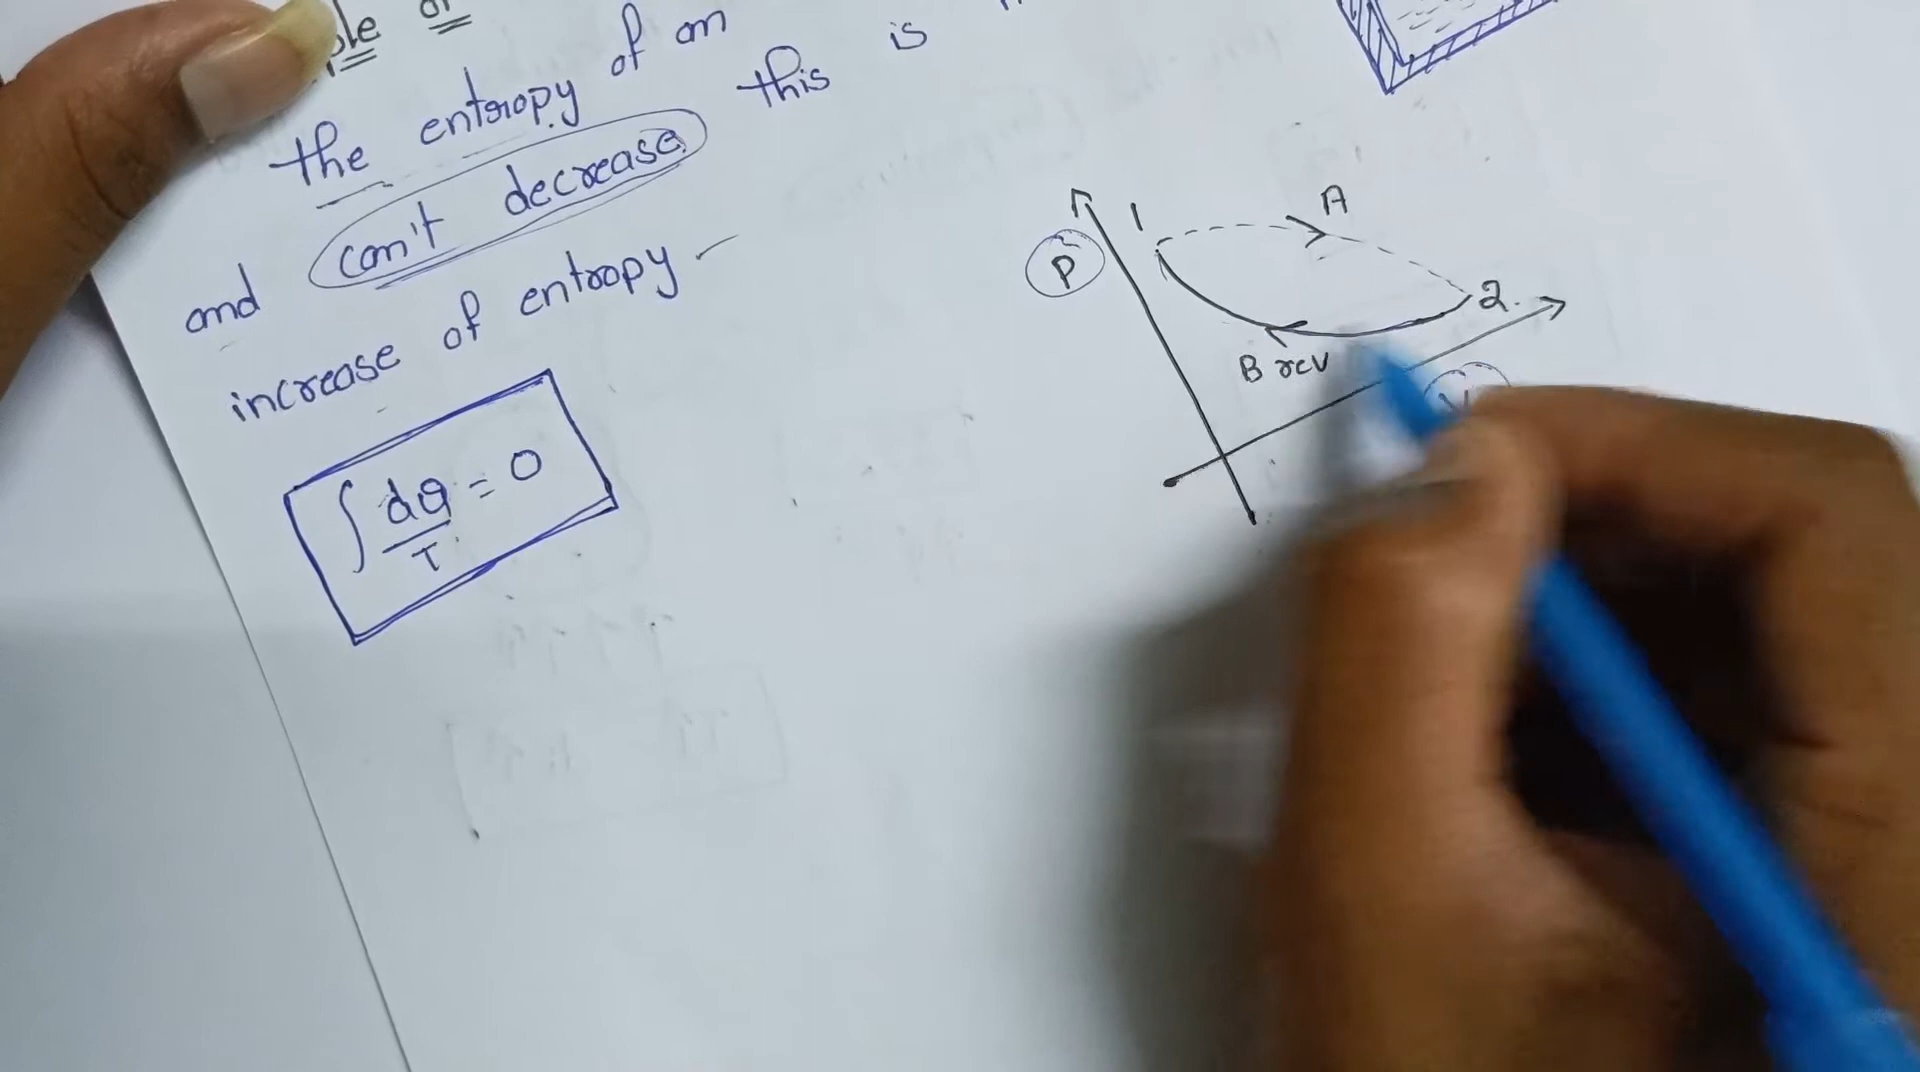 the entropy of an
and can't decrease this is
increase of entropy -
∫ dQ/T = 0
P
1
A
2.
B rev